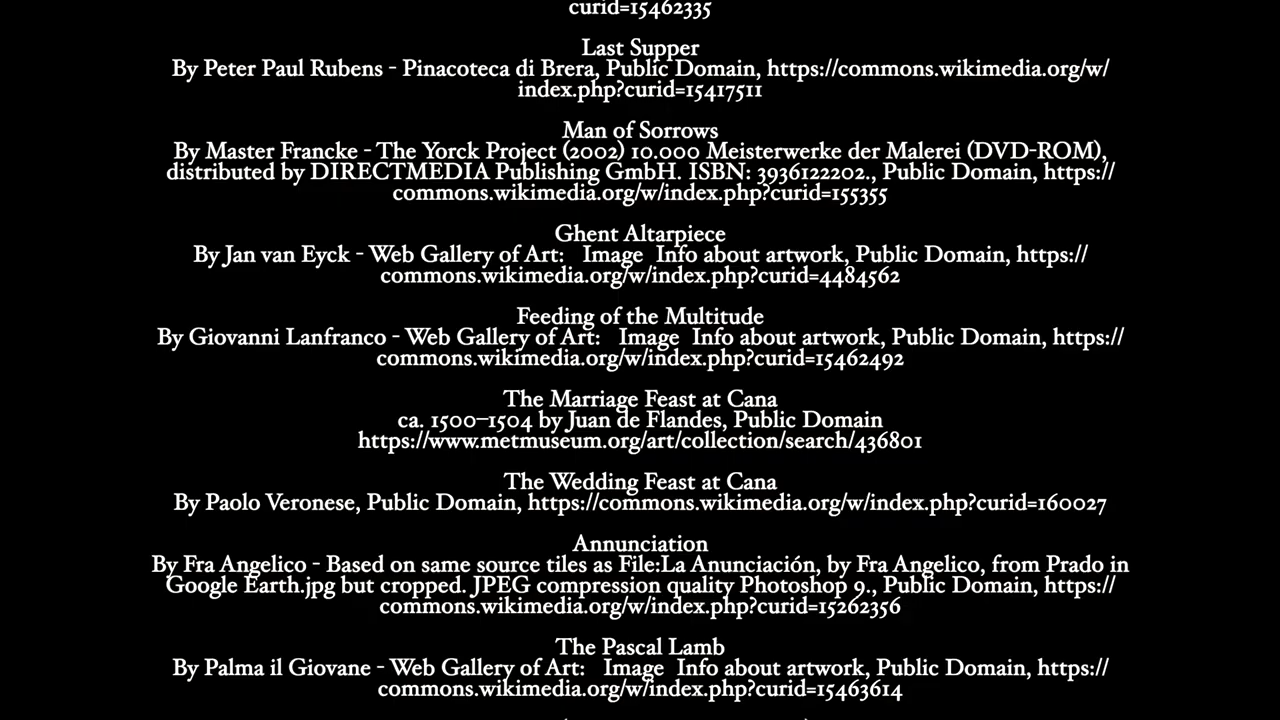 curid=15462335
Last Supper
By Peter Paul Rubens - Pinacoteca di Brera, Public Domain, https://commons.wikimedia.org/w/
index.php?curid=15417511
Man of Sorrows
By Master Francke - The Yorck Project (2002) 10.000 Meisterwerke der Malerei (DVD-ROM),
distributed by DIRECTMEDIA Publishing GmbH. ISBN: 3936122202., Public Domain, https://
commons.wikimedia.org/w/index.php?curid=155355
Ghent Altarpiece
By Jan van Eyck - Web Gallery of Art:   Image  Info about artwork, Public Domain, https://
commons.wikimedia.org/w/index.php?curid=4484562
Feeding of the Multitude
By Giovanni Lanfranco - Web Gallery of Art:   Image  Info about artwork, Public Domain, https://
commons.wikimedia.org/w/index.php?curid=15462492
The Marriage Feast at Cana
ca. 1500–1504 by Juan de Flandes, Public Domain
https://www.metmuseum.org/art/collection/search/436801
The Wedding Feast at Cana
By Paolo Veronese, Public Domain, https://commons.wikimedia.org/w/index.php?curid=160027
Annunciation
By Fra Angelico - Based on same source tiles as File:La Anunciación, by Fra Angelico, from Prado in
Google Earth.jpg but cropped. JPEG compression quality Photoshop 9., Public Domain, https://
commons.wikimedia.org/w/index.php?curid=15262356
The Pascal Lamb
By Palma il Giovane - Web Gallery of Art:   Image  Info about artwork, Public Domain, https://
commons.wikimedia.org/w/index.php?curid=15463614